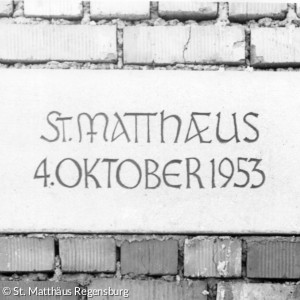 St. MATTHÆUS
4. OKTOBER 1953
© St. Matthäus Regensburg